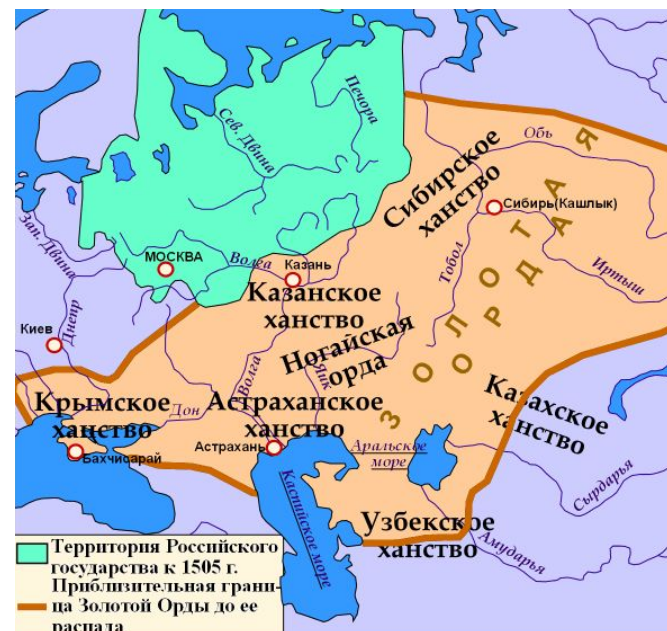 Печора
Сев. Двина
Обь
Сибирское
ханство
Сибирь(Кашлык)
ЗОЛОТАЯ
ОРДА
Зап. Двина
МОСКВА
Волга
Казань
Тобол
Иртыш
Казанское
ханство
Киев
Днепр
Ногайская
орда
Волга
Яик
Казахское
ханство
Крымское
ханство
Дон
Астраханское
ханство
Бахчисарай
Астрахань
Аральское
море
Каспийское море
Сырдарья
Узбекское
ханство
Амударья
Территория Российского
государства к 1505 г.
Приблизительная грани-
ца Золотой Орды до ее
распада